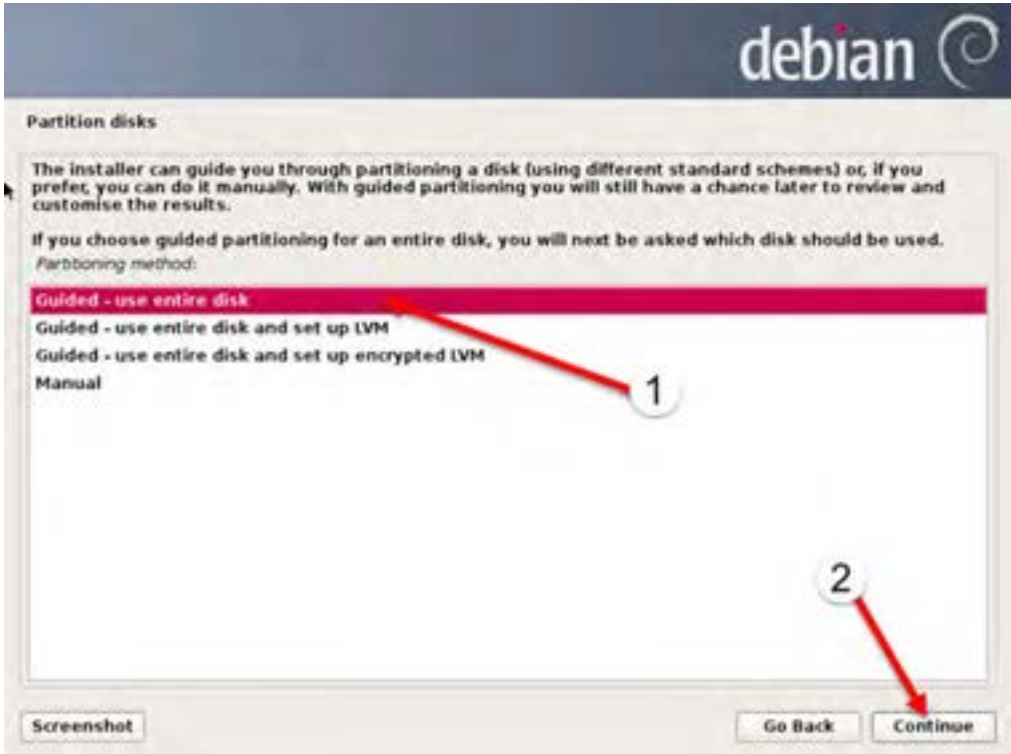 debian
Partition disks
The installer can guide you through partitioning a disk (using different standard schemes) or, if you
prefer, you can do it manually. With guided partitioning you will still have a chance later to review and
customise the results.
If you choose guided partitioning for an entire disk, you will next be asked which disk should be used.
Partitioning method:
Guided - use entire disk
Guided - use entire disk and set up LVM
Guided - use entire disk and set up encrypted LVM
Manual
1
2
Screenshot
Go Back
Continue